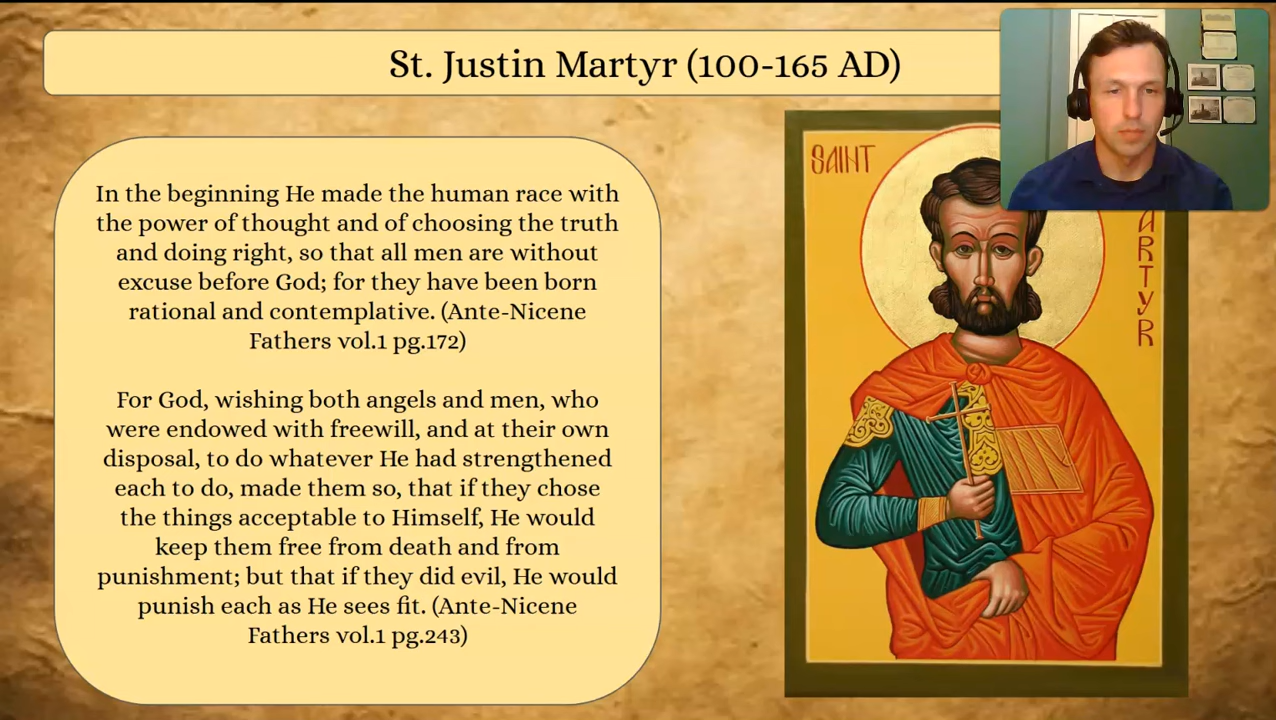 St. Justin Martyr (100-165 AD)
In the beginning He made the human race with
the power of thought and of choosing the truth
and doing right, so that all men are without
excuse before God; for they have been born
rational and contemplative. (Ante-Nicene
Fathers vol.1 pg.172)
For God, wishing both angels and men, who
were endowed with freewill, and at their own
disposal, to do whatever He had strengthened
each to do, made them so, that if they chose
the things acceptable to Himself, He would
keep them free from death and from
punishment; but that if they did evil, He would
punish each as He sees fit. (Ante-Nicene
Fathers vol.1 pg.243)
SAINT
ARTYR